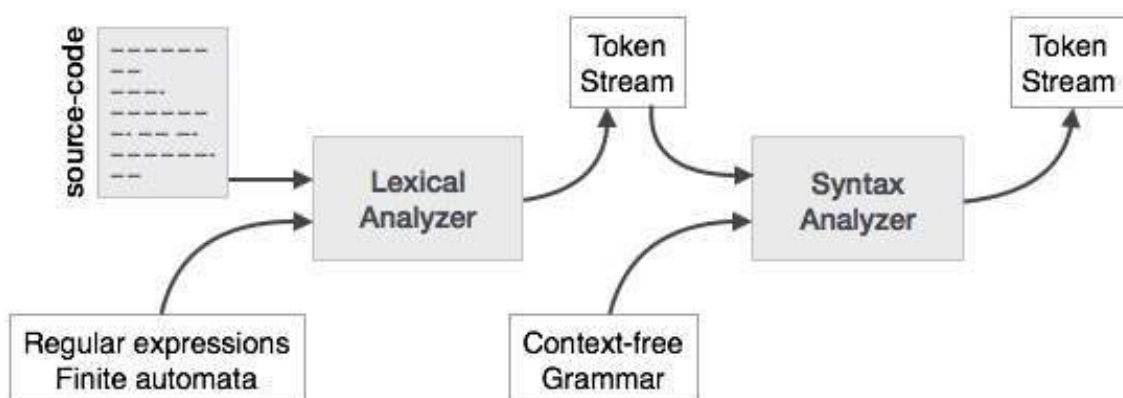 source-code
Token
Stream
Token
Stream
Lexical
Analyzer
Syntax
Analyzer
Regular expressions
Finite automata
Context-free
Grammar